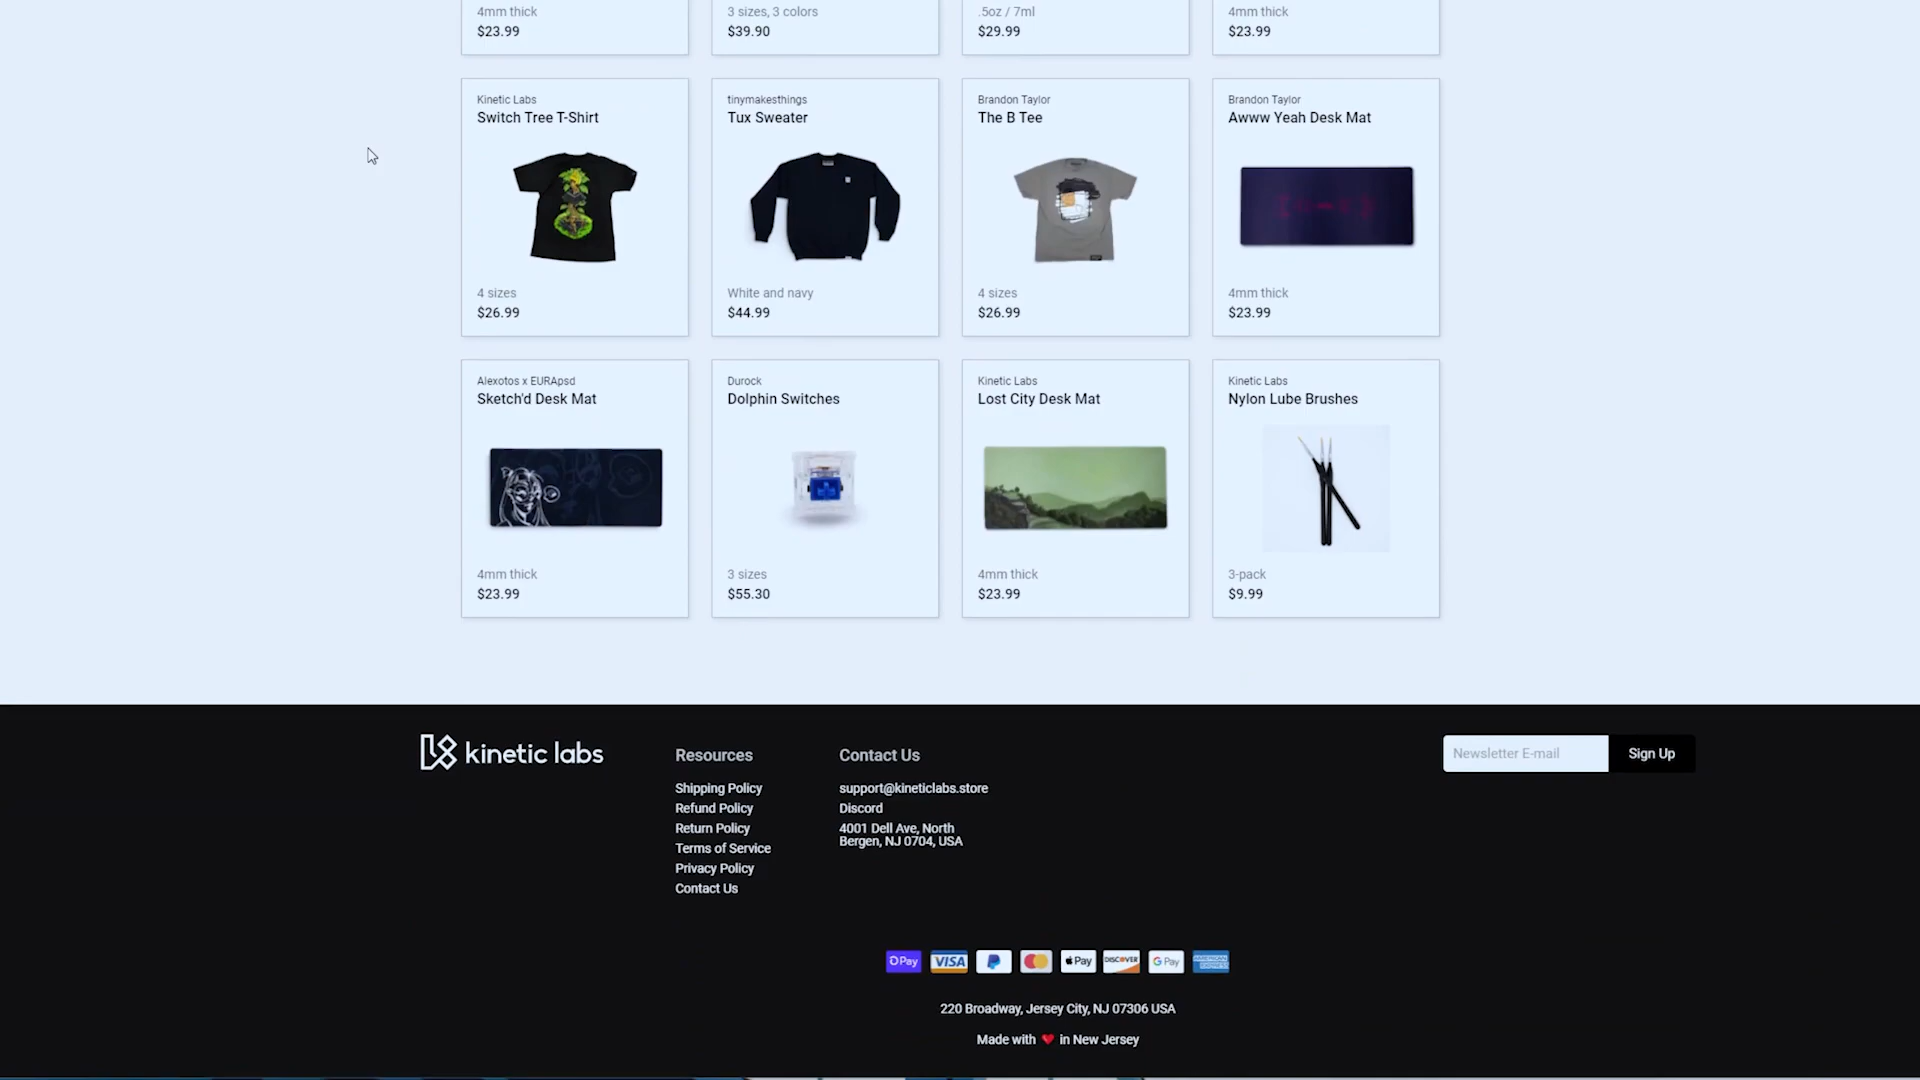 4mm thick
$23.99
3 sizes, 3 colors
$39.90
.5oz / 7ml
$29.99
4mm thick
$23.99
Kinetic Labs
Switch Tree T-Shirt
4 sizes
$26.99
tinymakesthings
Tux Sweater
White and navy
$44.99
Brandon Taylor
The B Tee
4 sizes
$26.99
Brandon Taylor
Awww Yeah Desk Mat
4mm thick
$23.99
Alexotos x EURApsd
Sketch'd Desk Mat
4mm thick
$23.99
Durock
Dolphin Switches
3 sizes
$55.30
Kinetic Labs
Lost City Desk Mat
4mm thick
$23.99
Kinetic Labs
Nylon Lube Brushes
3-pack
$9.99
kinetic labs
Resources
Shipping Policy
Refund Policy
Return Policy
Terms of Service
Privacy Policy
Contact Us
Contact Us
support@kineticlabs.store
Discord
4001 Dell Ave, North
Bergen, NJ 0704, USA
Newsletter E-mail
Sign Up
Pay
VISA
Pay
DISCOVER
G Pay
AMERICAN
EXPRESS
220 Broadway, Jersey City, NJ 07306 USA
Made with ❤ in New Jersey